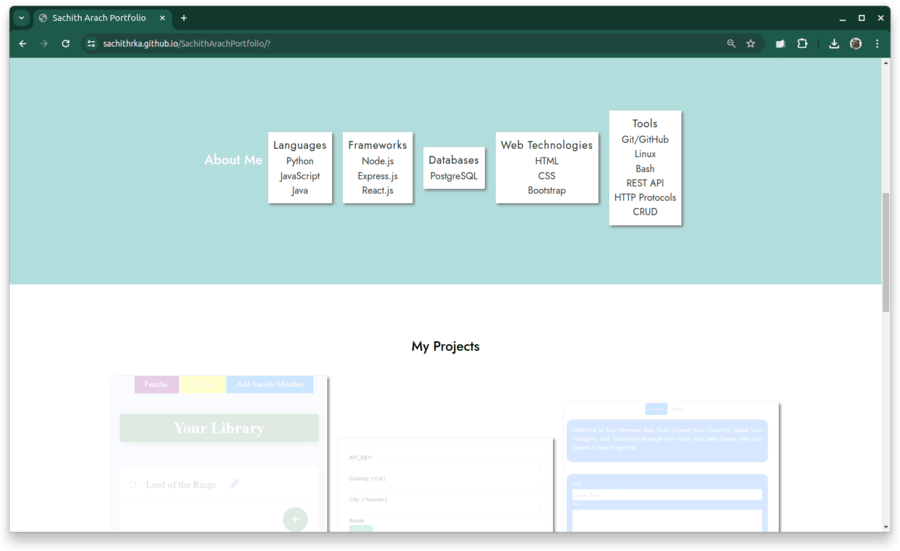 Sachith Arach Portfolio
sachithrka.github.io/SachithArachPortfolio/?
About Me
Languages
Python
JavaScript
Java
Frameworks
Node.js
Express.js
React.js
Databases
PostgreSQL
Web Technologies
HTML
CSS
Bootstrap
Tools
Git/GitHub
Linux
Bash
REST API
HTTP Protocols
CRUD
My Projects
Add Family Member
Your Library
Lord of the Rings
API_KEY:
Country: ( CA )
City: ( Toronto )
Route:
Welcome to Your Personal Blog Hub! Unleash Your Creativity, Share Your
Thoughts, and Seamlessly Manage Your Posts with Ease Create, Edit, and
Delete at Your Fingertips